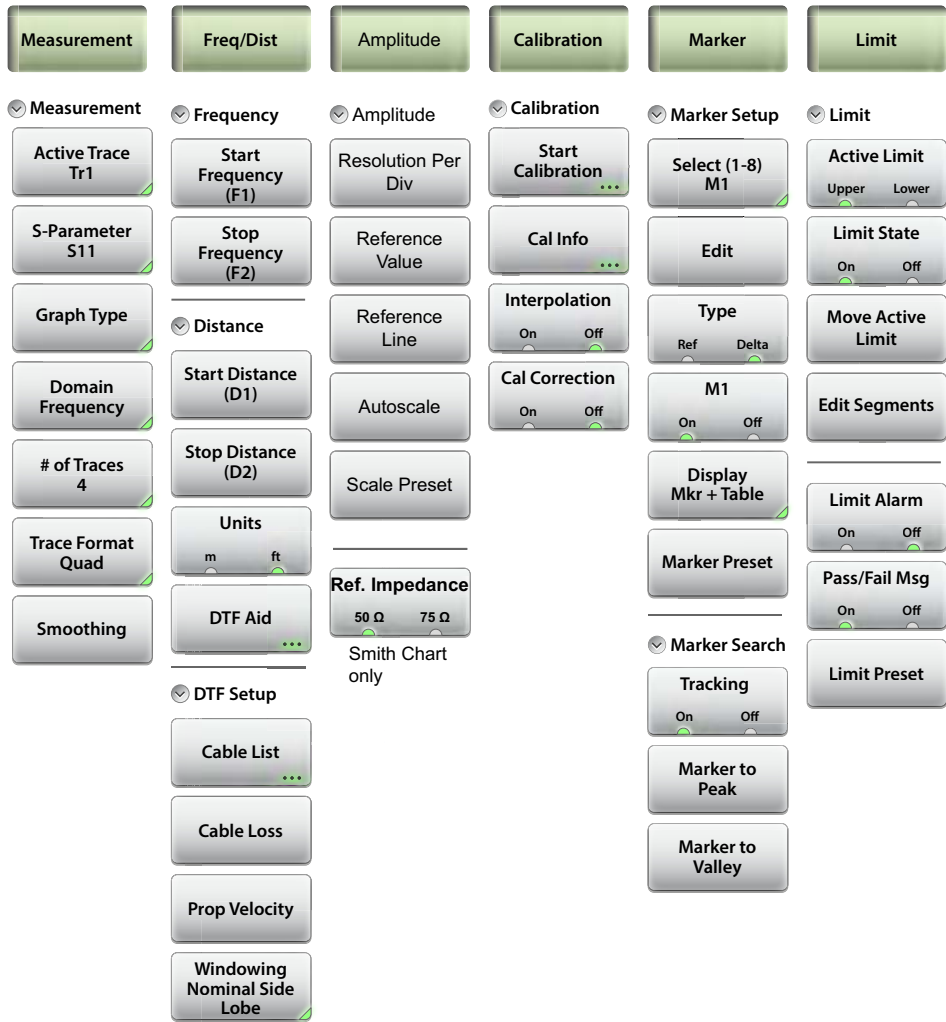 Measurement
Freq/Dist
Amplitude
Calibration
Marker
Limit
Measurement
Active Trace
Tr1
S-Parameter
S11
Graph Type
Domain
Frequency
# of Traces
4
Trace Format
Quad
Smoothing
Frequency
Start
Frequency
(F1)
Stop
Frequency
(F2)
Distance
Start Distance
(D1)
Stop Distance
(D2)
Units
m ft
DTF Aid
DTF Setup
Cable List
Cable Loss
Prop Velocity
Windowing
Nominal Side
Lobe
Amplitude
Resolution Per
Div
Reference
Value
Reference
Line
Autoscale
Scale Preset
Ref. Impedance
50 Ω 75 Ω
Smith Chart
only
Calibration
Start
Calibration
Cal Info
Interpolation
On Off
Cal Correction
On Off
Marker Setup
Select (1-8)
M1
Edit
Type
Ref Delta
M1
On Off
Display
Mkr + Table
Marker Preset
Marker Search
Tracking
On Off
Marker to
Peak
Marker to
Valley
Limit
Active Limit
Upper Lower
Limit State
On Off
Move Active
Limit
Edit Segments
Limit Alarm
On Off
Pass/Fail Msg
On Off
Limit Preset